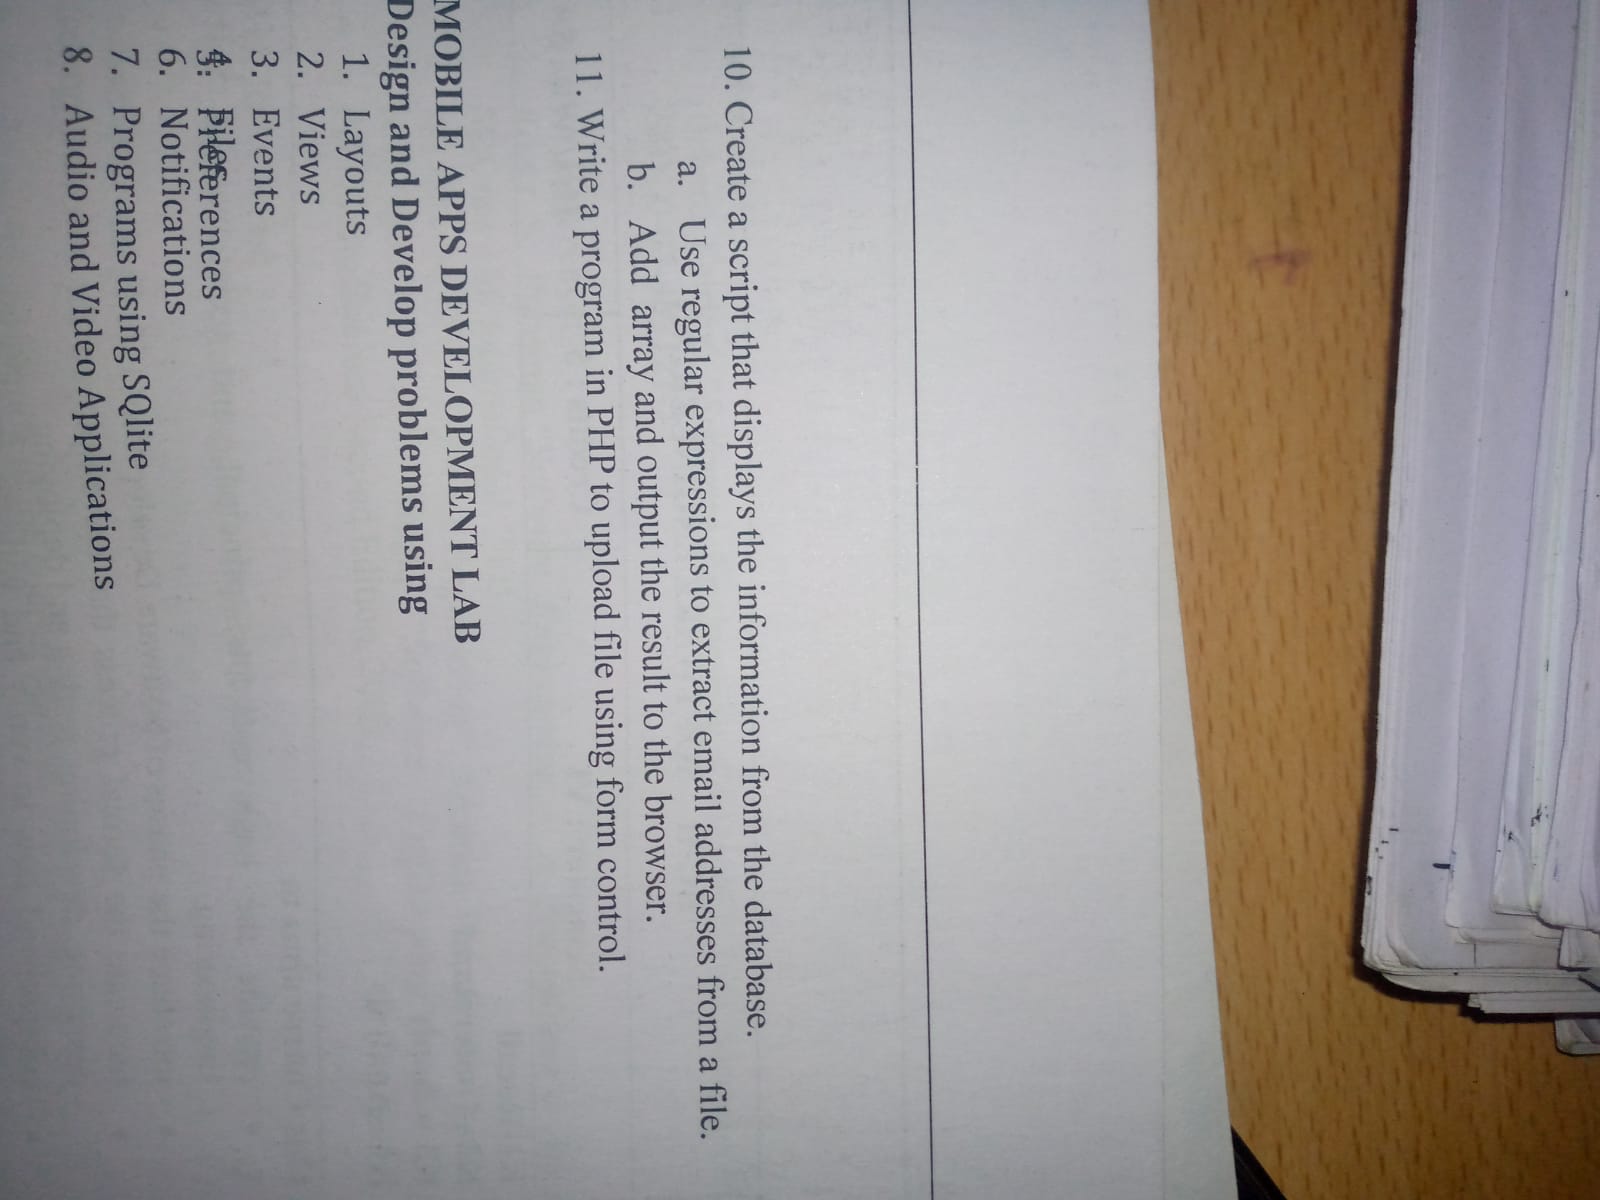 10. Create a script that displays the information from the database.
a. Use regular expressions to extract email addresses from a file.
b. Add array and output the result to the browser.
11. Write a program in PHP to upload file using form control.
MOBILE APPS DEVELOPMENT LAB
Design and Develop problems using
1. Layouts
2. Views
3. Events
4. Files
5. Preferences
6. Notifications
7. Programs using SQlite
8. Audio and Video Applications